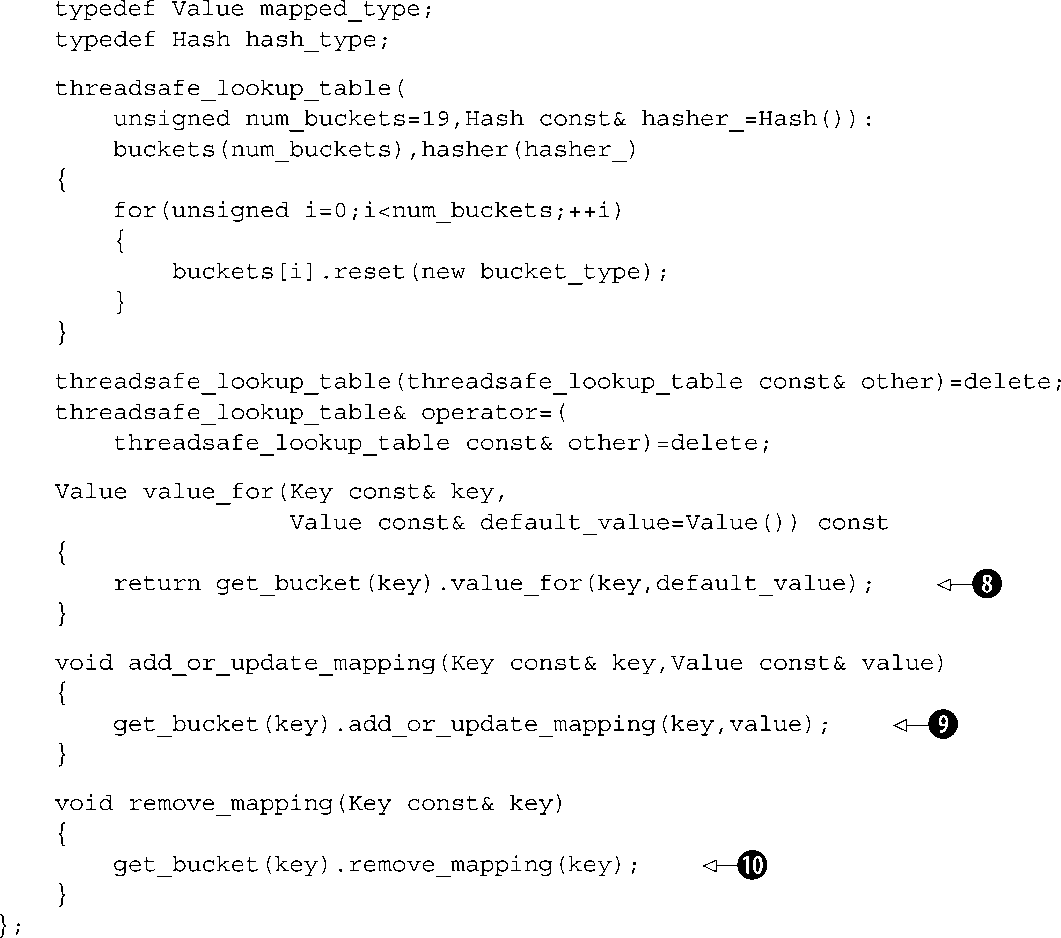 typedef Value mapped_type;
    typedef Hash hash_type;
    threadsafe_lookup_table(
        unsigned num_buckets=19,Hash const& hasher_=Hash()):
        buckets(num_buckets),hasher(hasher_)
    {
        for(unsigned i=0;i<num_buckets;++i)
        {
            buckets[i].reset(new bucket_type);
        }
    }
    threadsafe_lookup_table(threadsafe_lookup_table const& other)=delete;
    threadsafe_lookup_table& operator=(
        threadsafe_lookup_table const& other)=delete;
    Value value_for(Key const& key,
                    Value const& default_value=Value()) const
    {
        return get_bucket(key).value_for(key,default_value); 8
    }
    void add_or_update_mapping(Key const& key,Value const& value)
    {
        get_bucket(key).add_or_update_mapping(key,value); 9
    }
    void remove_mapping(Key const& key)
    {
        get_bucket(key).remove_mapping(key); 10
    }
};